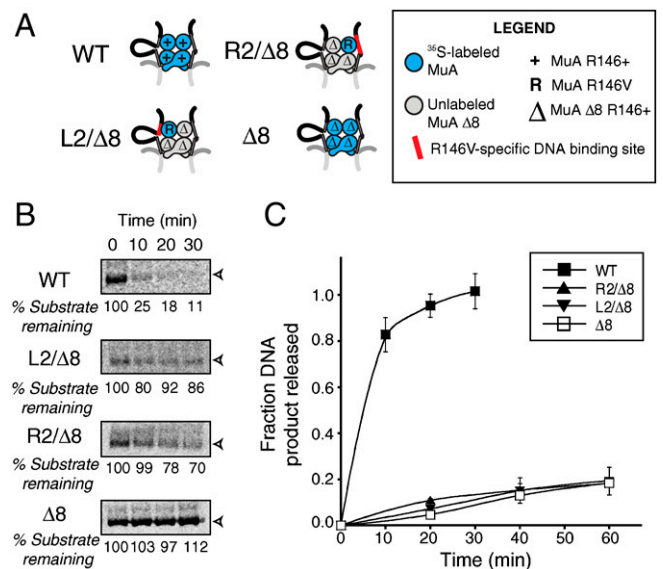 A
WT
+ +
+ +
R2/Δ8
Δ R
Δ Δ
L2/Δ8
R Δ
Δ Δ
Δ8
Δ Δ
Δ Δ
LEGEND
³⁵S-labeled
MuA
Unlabeled
MuA Δ8
+ MuA R146+
R MuA R146V
Δ MuA Δ8 R146+
R146V-specific DNA binding site
B
Time (min)
0 10 20 30
WT
% Substrate
remaining
100 25 18 11
L2/Δ8
% Substrate
remaining
100 80 92 86
R2/Δ8
% Substrate
remaining
100 99 78 70
Δ8
% Substrate
remaining
100 103 97 112
C
Fraction DNA
product released
1.0
0.8
0.6
0.4
0.2
0.0
0 10 20 30 40 50 60
Time (min)
WT
R2/Δ8
L2/Δ8
Δ8